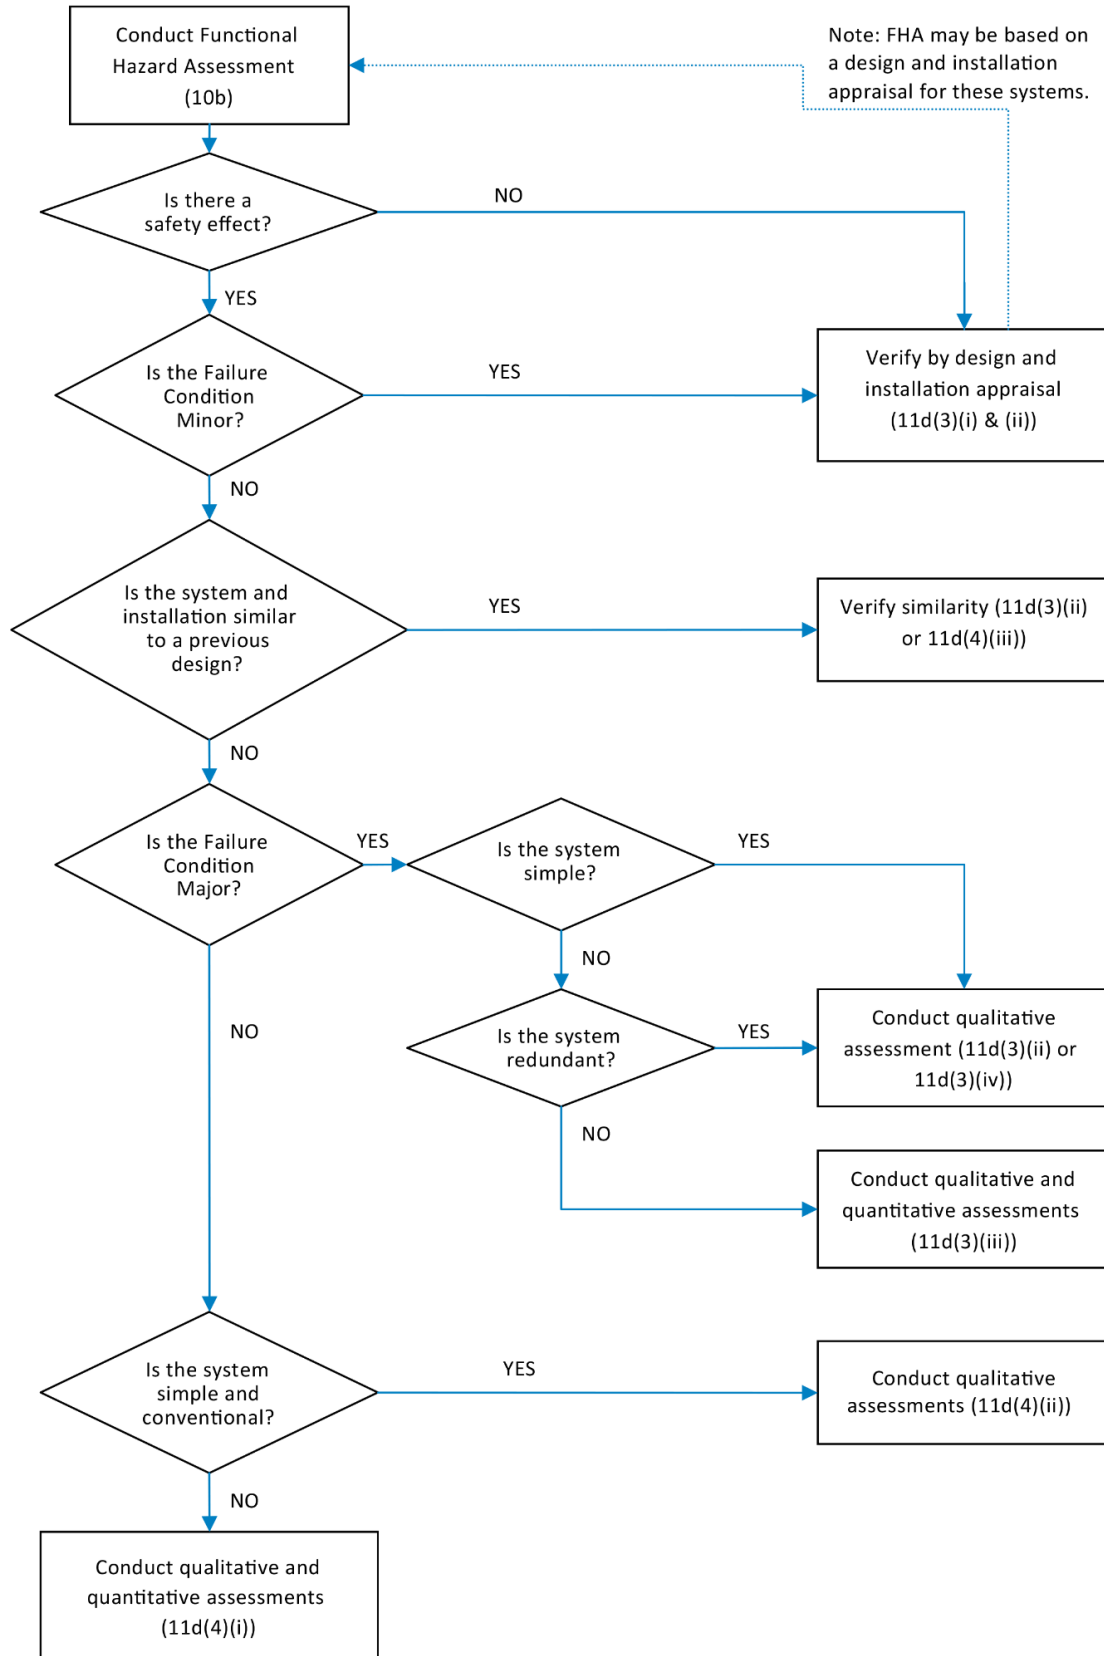 Conduct Functional
Hazard Assessment
(10b)
Note: FHA may be based on
a design and installation
appraisal for these systems.
Is there a
safety effect?
NO
YES
Is the Failure
Condition
Minor?
YES
Verify by design and
installation appraisal
(11d(3)(i) & (ii))
NO
Is the system and
installation similar
to a previous
design?
YES
Verify similarity (11d(3)(ii)
or 11d(4)(iii))
NO
Is the Failure
Condition
Major?
YES
Is the system
simple?
YES
NO
NO
Is the system
redundant?
YES
Conduct qualitative
assessment (11d(3)(ii) or
11d(3)(iv))
NO
Conduct qualitative and
quantitative assessments
(11d(3)(iii))
Is the system
simple and
conventional?
YES
Conduct qualitative
assessments (11d(4)(ii))
NO
Conduct qualitative and
quantitative assessments
(11d(4)(i))